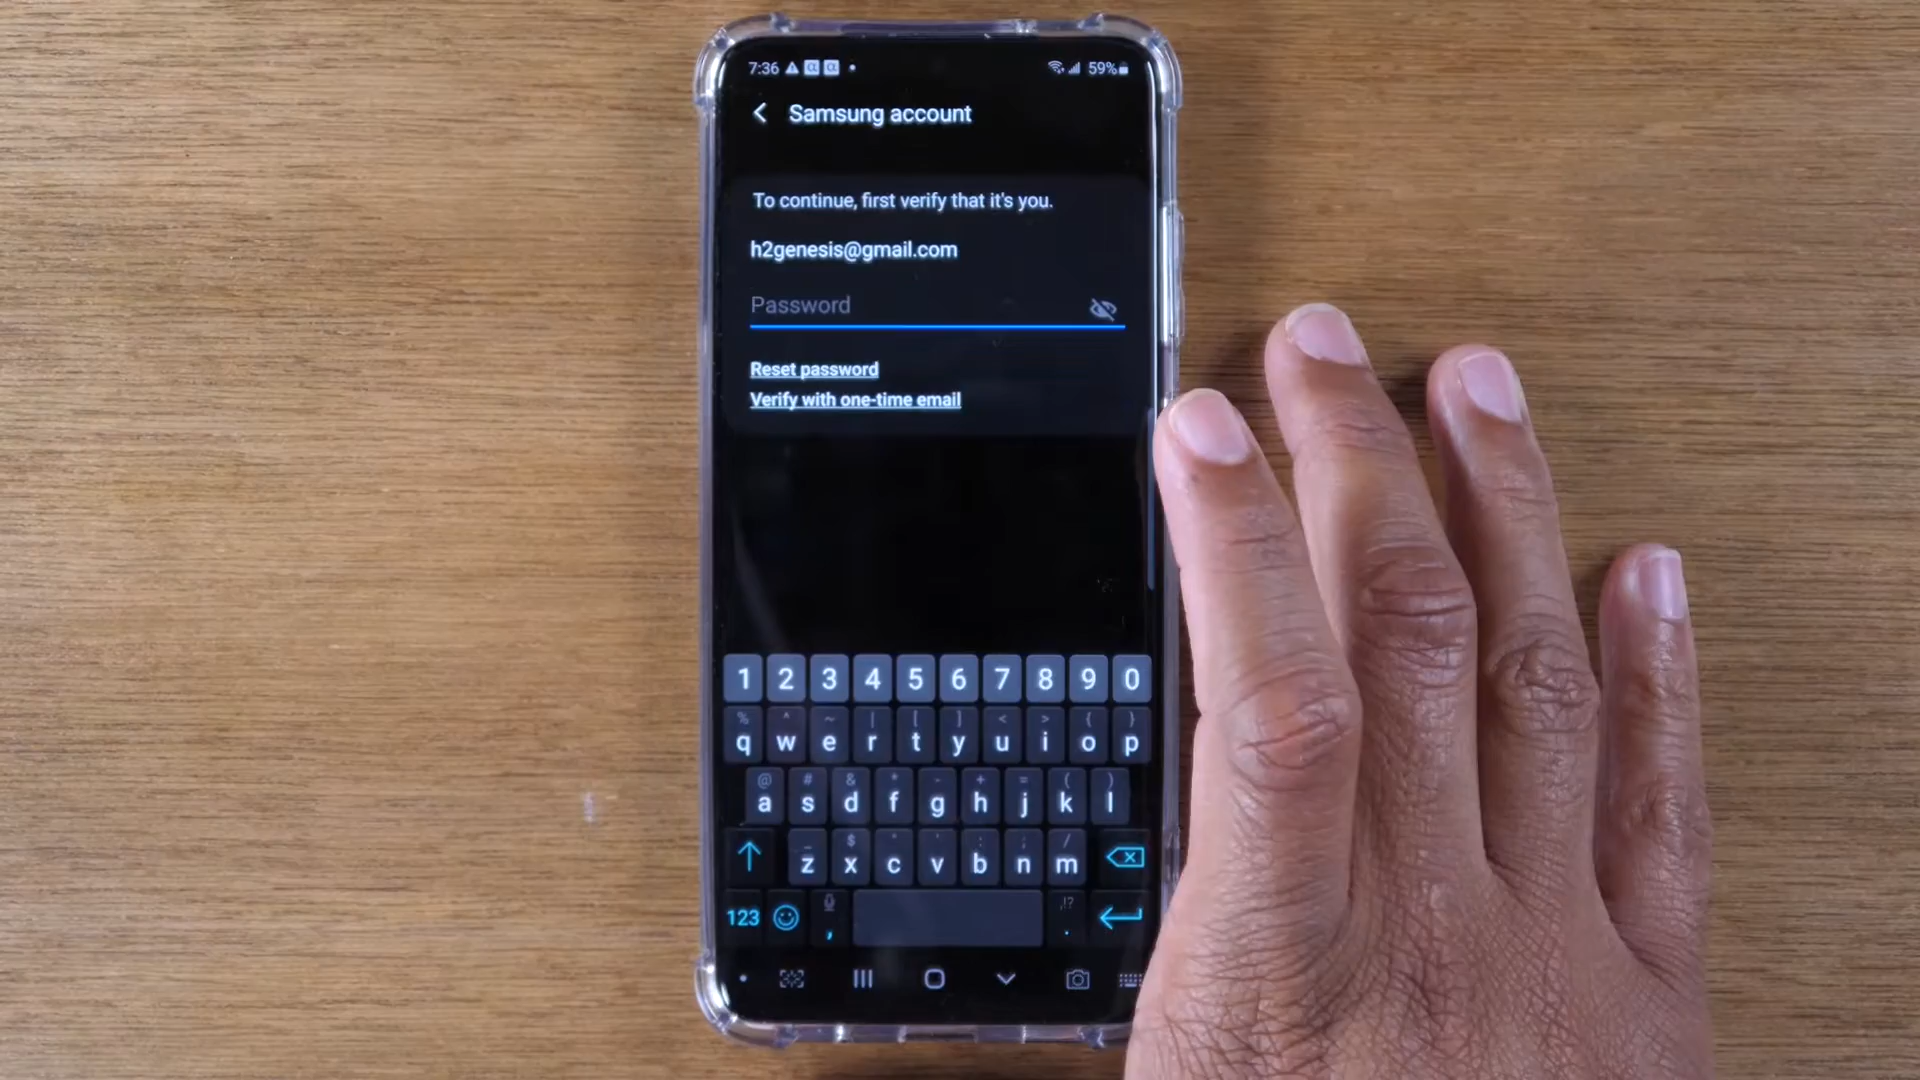 7:36 59%
Samsung account
To continue, first verify that it's you.
h2genesis@gmail.com
Password
Reset password
Verify with one-time email
1 2 3 4 5 6 7 8 9 0
% ^ ~ | [ ] < > { }
q w e r t y u i o p
@ # & * - + = ( )
a s d f g h j k l
_ $ " ' : ; /
z x c v b n m
,!?
123 , .